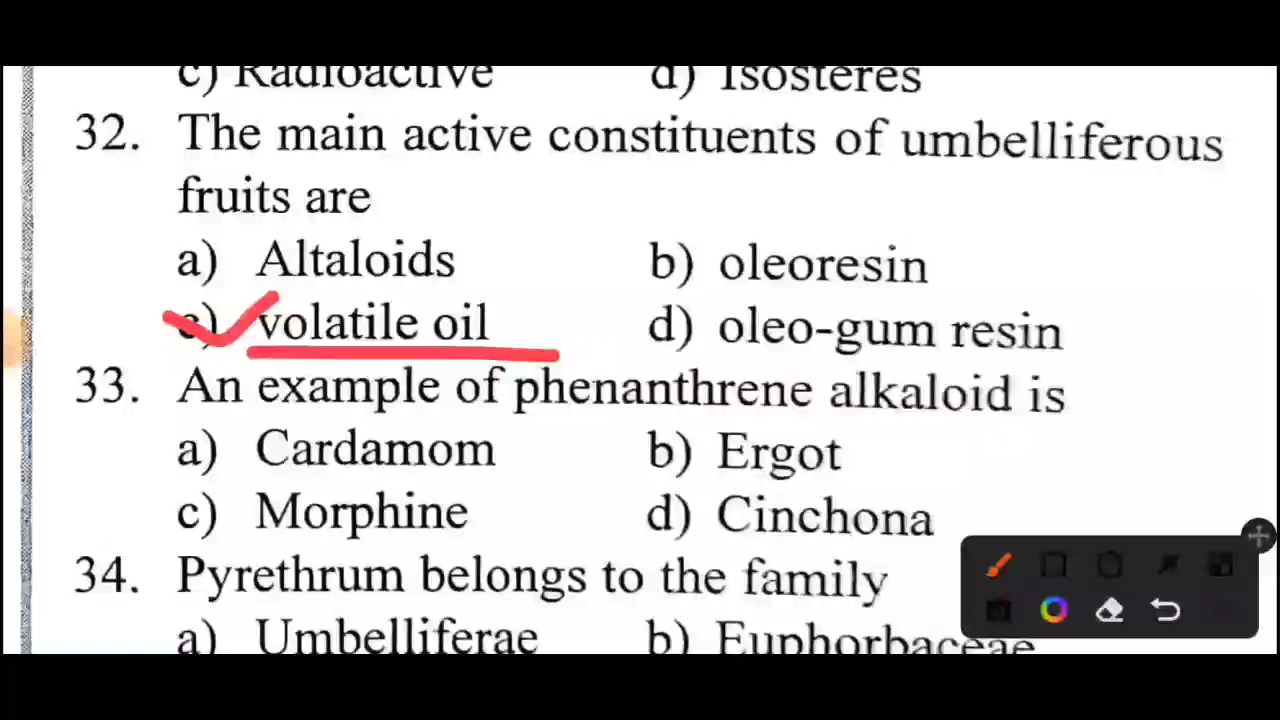 c) Radioactive d) Isosteres
32. The main active constituents of umbelliferous
fruits are
a) Altaloids b) oleoresin
c) volatile oil d) oleo-gum resin
33. An example of phenanthrene alkaloid is
a) Cardamom b) Ergot
c) Morphine d) Cinchona
34. Pyrethrum belongs to the family
a) Umbelliferae b) Euphorbaceae